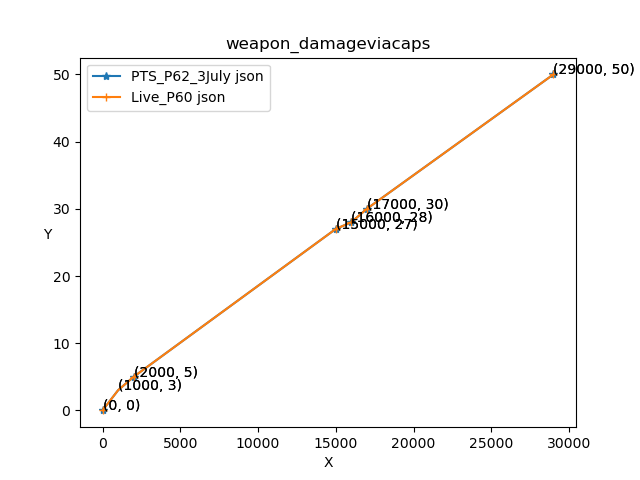 weapon_damageviacaps
PTS_P62_3July json
Live_P60 json
(29000, 50)
(17000, 30)
(16000, 28)
(15000, 27)
(2000, 5)
(1000, 3)
(0, 0)
Y
50
40
30
20
10
0
0 5000 10000 15000 20000 25000 30000
X